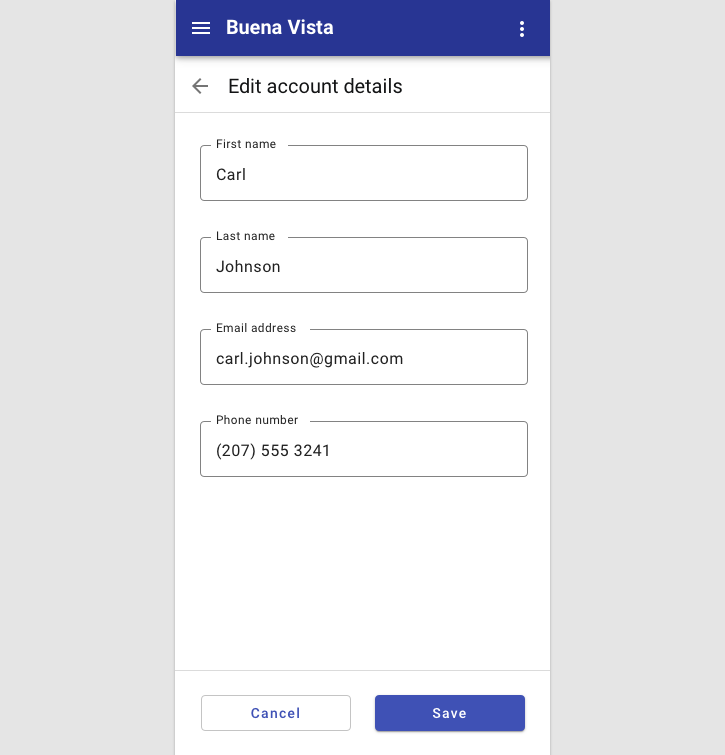 Buena Vista
Edit account details
First name
Carl
Last name
Johnson
Email address
carl.johnson@gmail.com
Phone number
(207) 555 3241
Cancel
Save